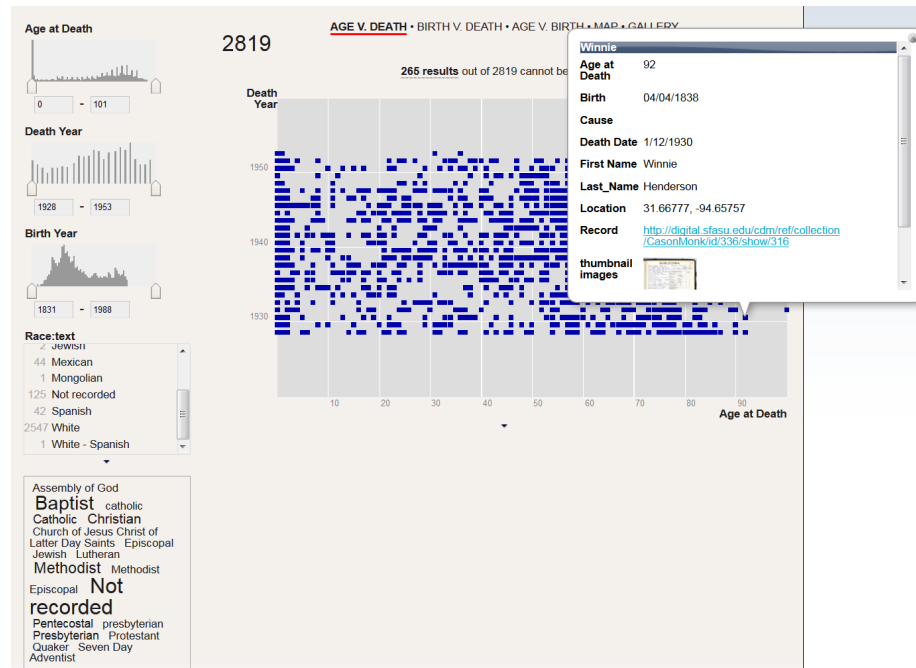 Age at Death
0 - 101
Death Year
1928 - 1953
Birth Year
1831 - 1988
Race:text
2 Jewish
44 Mexican
1 Mongolian
125 Not recorded
42 Spanish
2547 White
1 White - Spanish
Assembly of God
Baptist catholic
Catholic Christian
Church of Jesus Christ of
Latter Day Saints Episcopal
Jewish Lutheran
Methodist Methodist
Episcopal Not
recorded
Pentecostal presbyterian
Presbyterian Protestant
Quaker Seven Day
Adventist
2819
AGE V. DEATH • BIRTH V. DEATH • AGE V. BIRTH • MAP • GALLERY
265 results out of 2819 cannot be
Death
Year
1950
1940
1930
10 20 30 40 50 60 70 80 90
Age at Death
Winnie
Age at Death 92
Birth 04/04/1838
Cause
Death Date 1/12/1930
First Name Winnie
Last_Name Henderson
Location 31.66777, -94.65757
Record http://digital.sfasu.edu/cdm/ref/collection
/CasonMonk/id/336/show/316
thumbnail
images